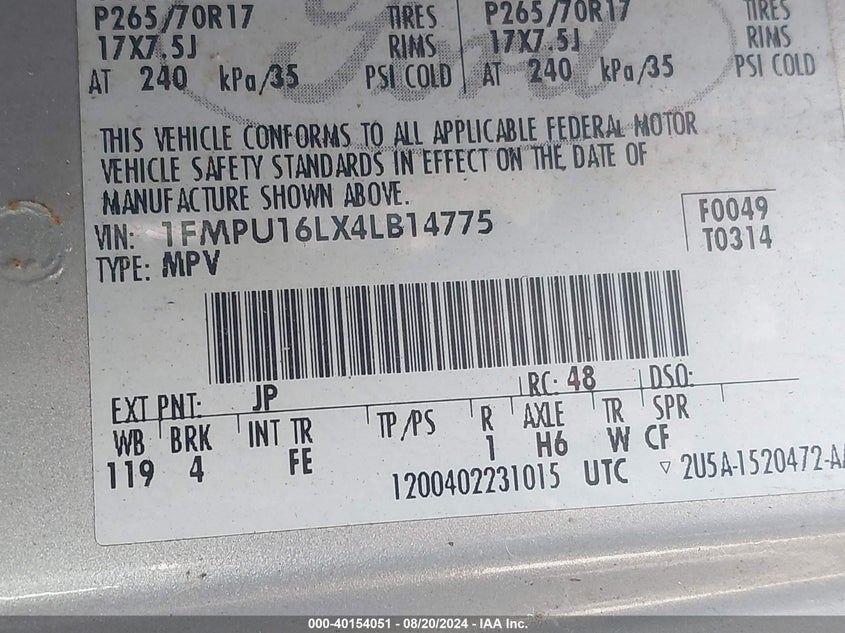 P265/70R17 TIRES P265/70R17 TIRES
17X7.5J RIMS 17X7.5J RIMS
AT 240 kPa/35 PSI COLD AT 240 kPa/35 PSI COLD
Ford
THIS VEHICLE CONFORMS TO ALL APPLICABLE FEDERAL MOTOR
VEHICLE SAFETY STANDARDS IN EFFECT ON THE DATE OF
MANUFACTURE SHOWN ABOVE.
VIN: 1FMPU16LX4LB14775 F0049
TYPE: MPV T0314
EXT PNT: JP RC: 48 DSO:
WB BRK INT TR TP/PS R AXLE TR SPR
119 4 FE 1 H6 W CF
1200402231015 UTC ▽ 2U5A-1520472-AA
000-40154051 - 08/20/2024 - IAA Inc.